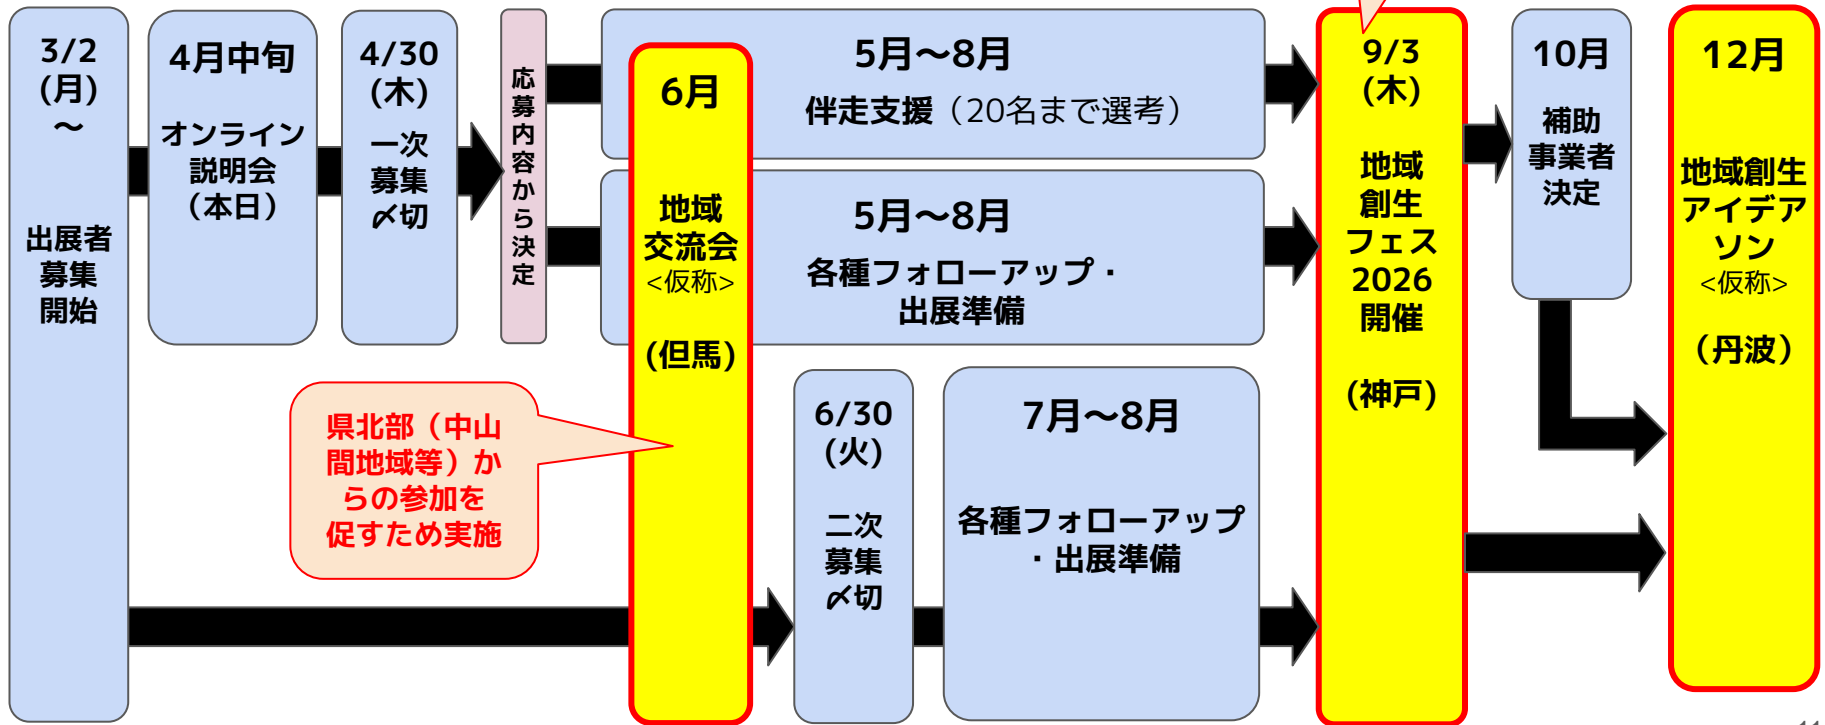 3/2
(月)
～
出展者
募集
開始
4月中旬
オンライン
説明会
（本日）
4/30
(木)
一次
募集
〆切
応募内容から決定
5月～8月
伴走支援（20名まで選考）
5月～8月
各種フォローアップ・
出展準備
6月
地域
交流会
<仮称>
(但馬)
県北部（中山
間地域等）か
らの参加を
促すため実施
6/30
(火)
二次
募集
〆切
7月～8月
各種フォローアップ
・出展準備
9/3
(木)
地域
創生
フェス
2026
開催
(神戸)
10月
補助
事業者
決定
12月
地域創生
アイデア
ソン
<仮称>
（丹波）